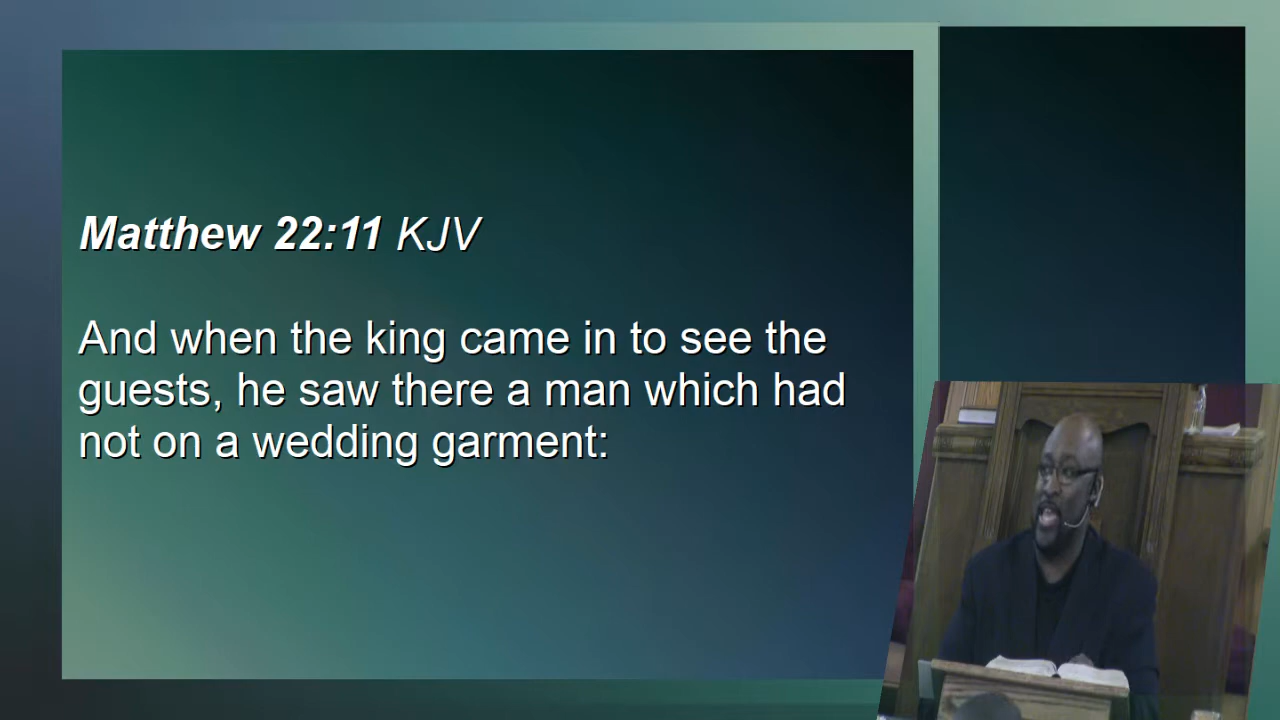 Matthew 22:11 KJV
And when the king came in to see the
guests, he saw there a man which had
not on a wedding garment: